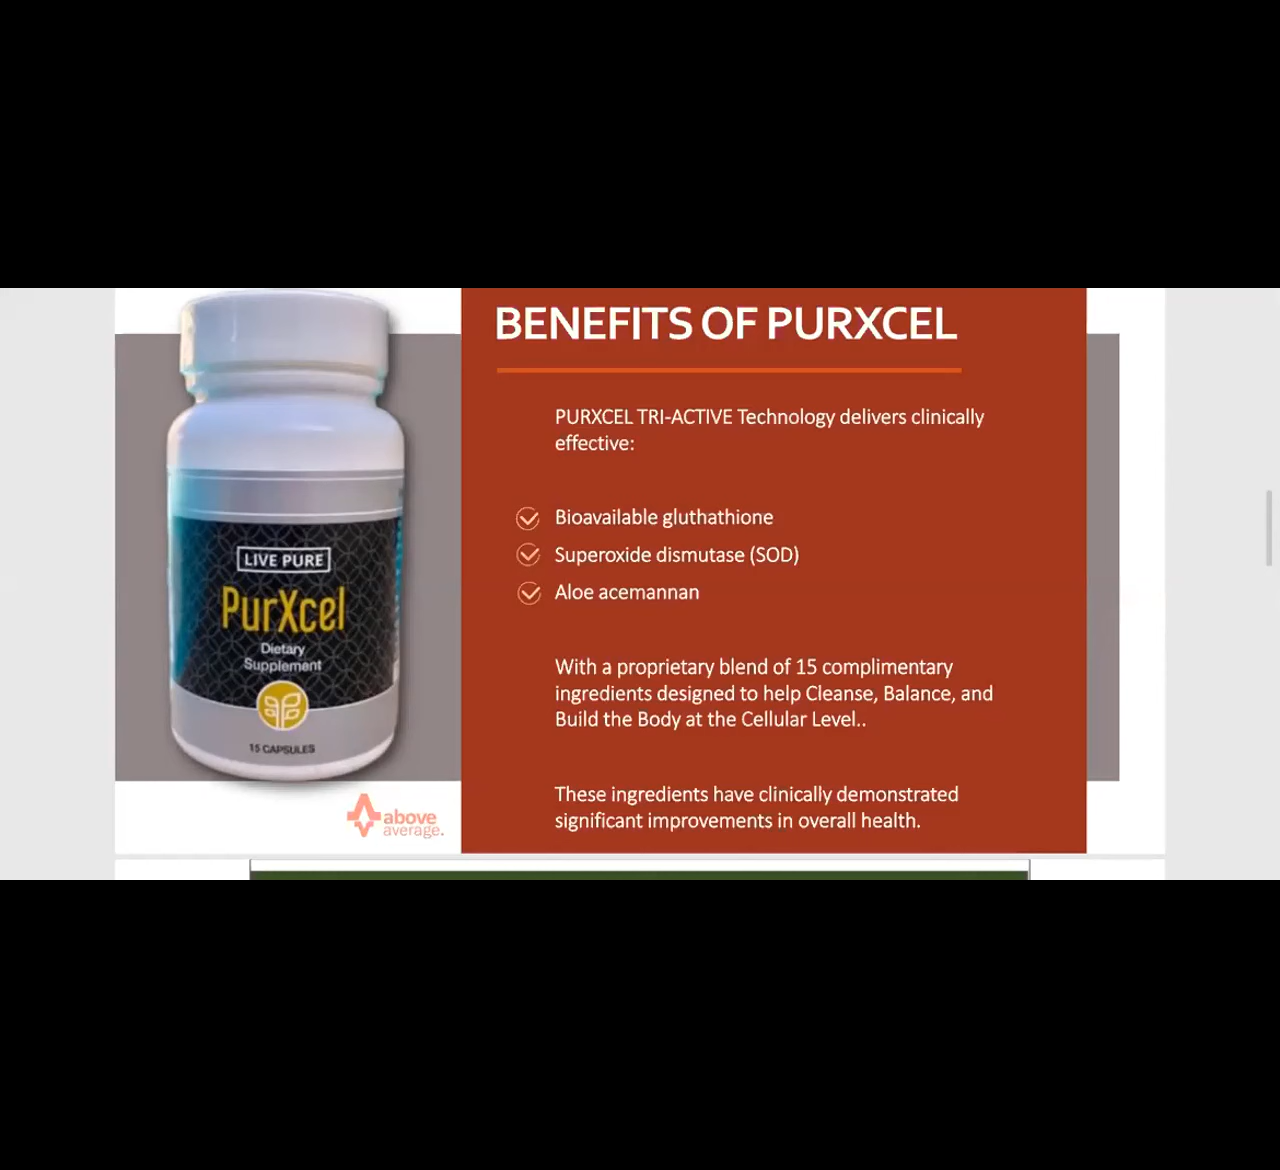 BENEFITS OF PURXCEL
PURXCEL TRI-ACTIVE Technology delivers clinically
effective:
Bioavailable gluthathione
Superoxide dismutase (SOD)
Aloe acemannan
With a proprietary blend of 15 complimentary
ingredients designed to help Cleanse, Balance, and
Build the Body at the Cellular Level..
These ingredients have clinically demonstrated
significant improvements in overall health.
LIVE PURE
PurXcel
Dietary
Supplement
15 CAPSULES
above
average.